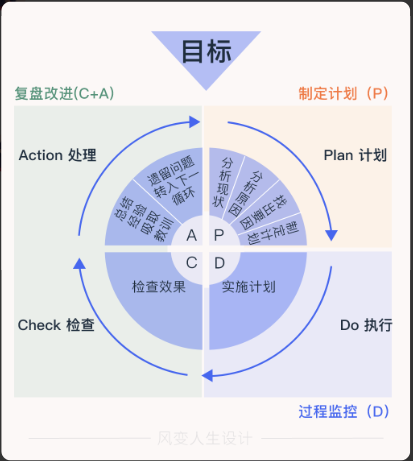 目标
复盘改进(C+A)
制定计划（P）
Action 处理
Plan 计划
总结
经验
吸取
教训
遗留问题
转入下一
循环
分析现状
分析原因
找出要因
制定计划
A
P
C
D
检查效果
实施计划
Check 检查
Do 执行
过程监控（D）
风变人生设计